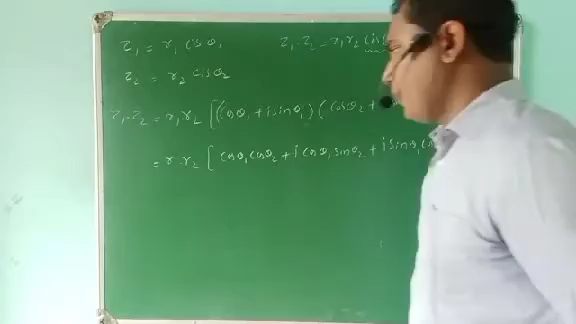 z₁ = r₁ cis θ₁
z₁·z₂ = r₁r₂ (cis
z₂ = r₂ cis θ₂
z₁·z₂ = r₁r₂ [(cos θ₁ + i sin θ₁) (cos θ₂ +
= r r₂ [ cos θ₁ cos θ₂ + i cos θ₁ sin θ₂ + i sin θ₁